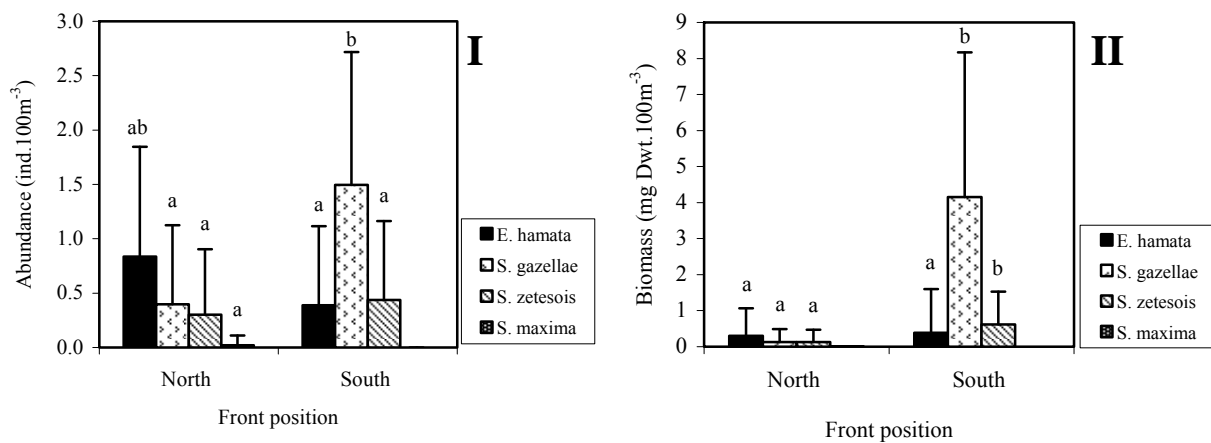 I
Abundance (ind.100m⁻³)
3.0
2.5
2.0
1.5
1.0
0.5
0.0
ab
a
a
a
a
b
a
North
South
Front position
E. hamata
S. gazellae
S. zetesois
S. maxima
II
Biomass (mg Dwt.100m⁻³)
9
8
7
6
5
4
3
2
1
0
a
a
a
a
b
b
North
South
Front position
E. hamata
S. gazellae
S. zetesois
S. maxima